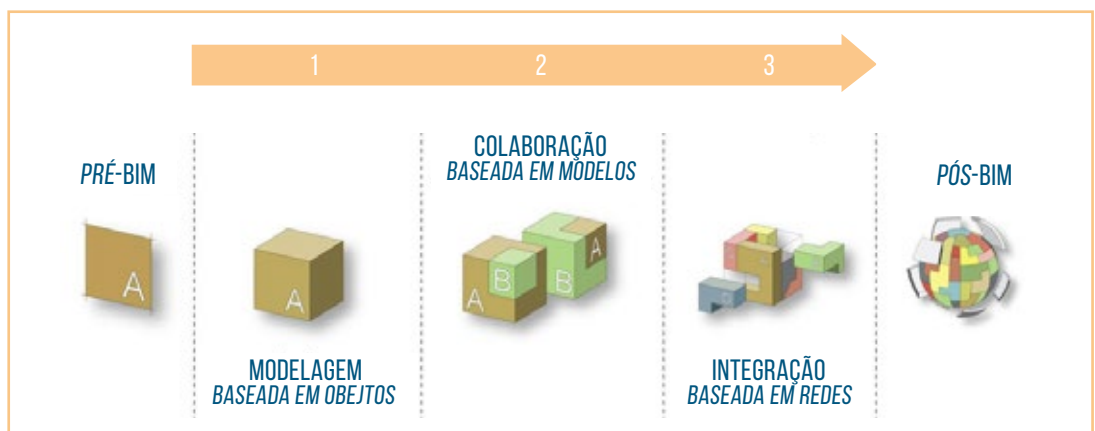 1
2
3
PRÉ-BIM
COLABORAÇÃO
BASEADA EM MODELOS
PÓS-BIM
A
A
A
B
B
A
MODELAGEM
BASEADA EM OBEJTOS
INTEGRAÇÃO
BASEADA EM REDES